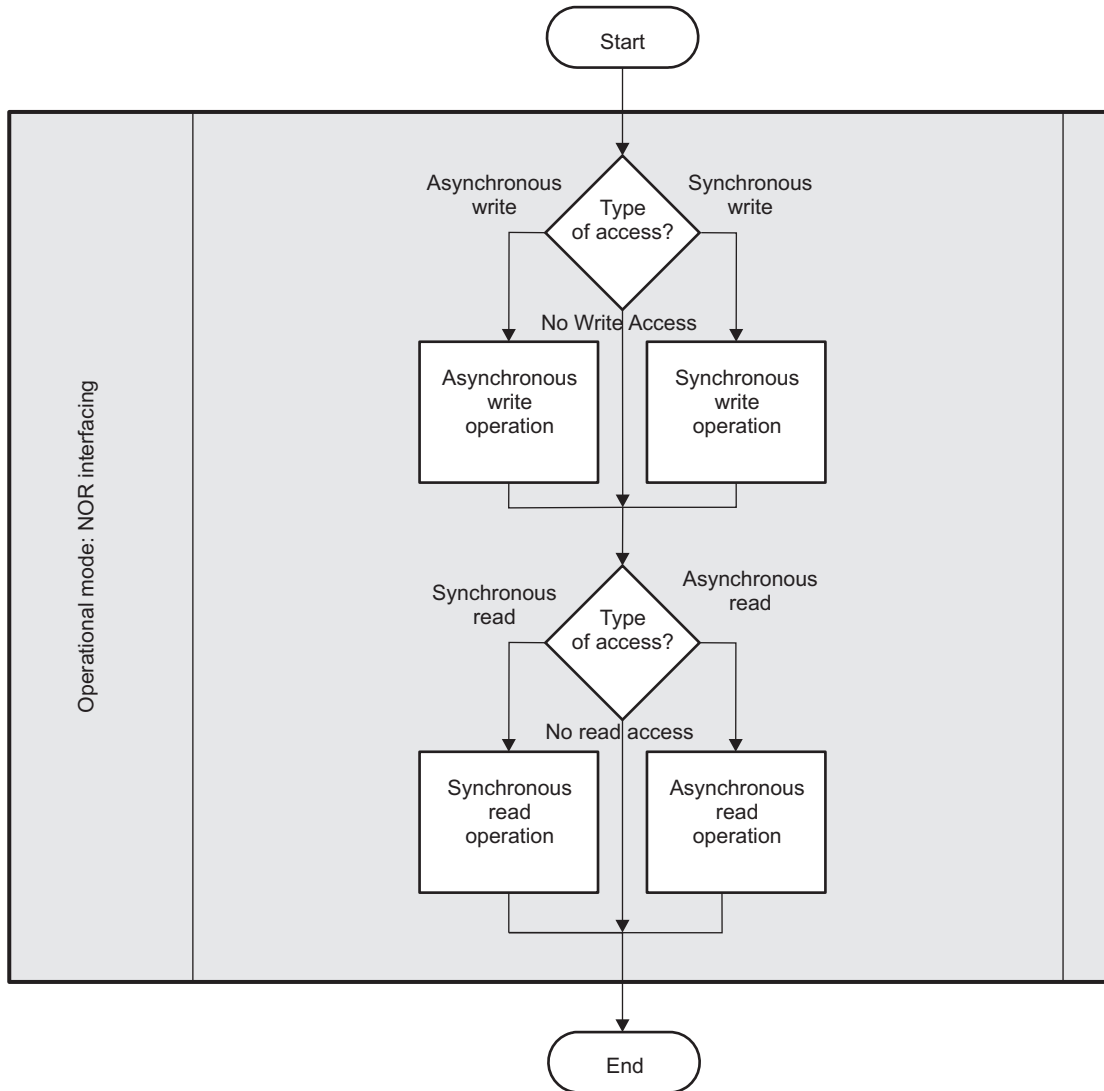 Start
Asynchronous
write
Synchronous
write
Type
of access?
No Write Access
Asynchronous
write
operation
Synchronous
write
operation
Operational mode: NOR interfacing
Synchronous
read
Asynchronous
read
Type
of access?
No read access
Synchronous
read
operation
Asynchronous
read
operation
End